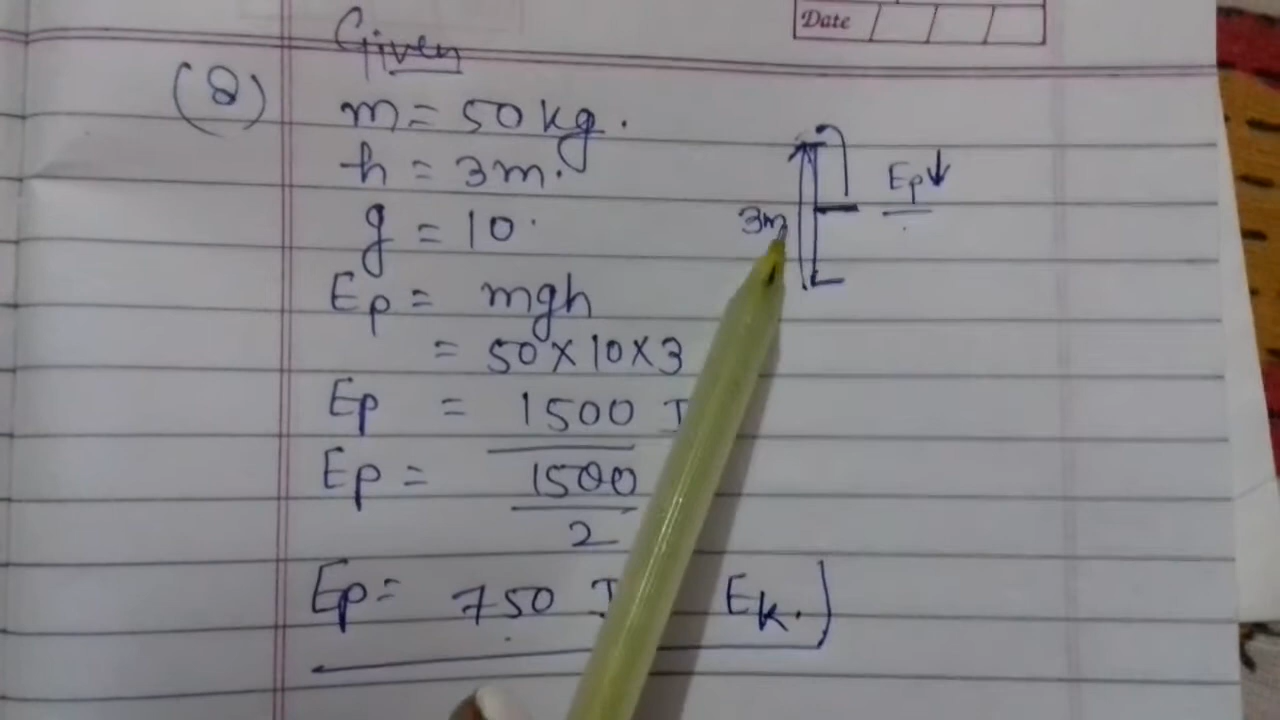 Date
Given
(8)
m = 50 kg.
h = 3m.
g = 10
Ep = mgh
= 50 × 10 × 3
Ep = 1500 J
Ep = 1500
2
Ep = 750 J Ek.
3m
Ep↓